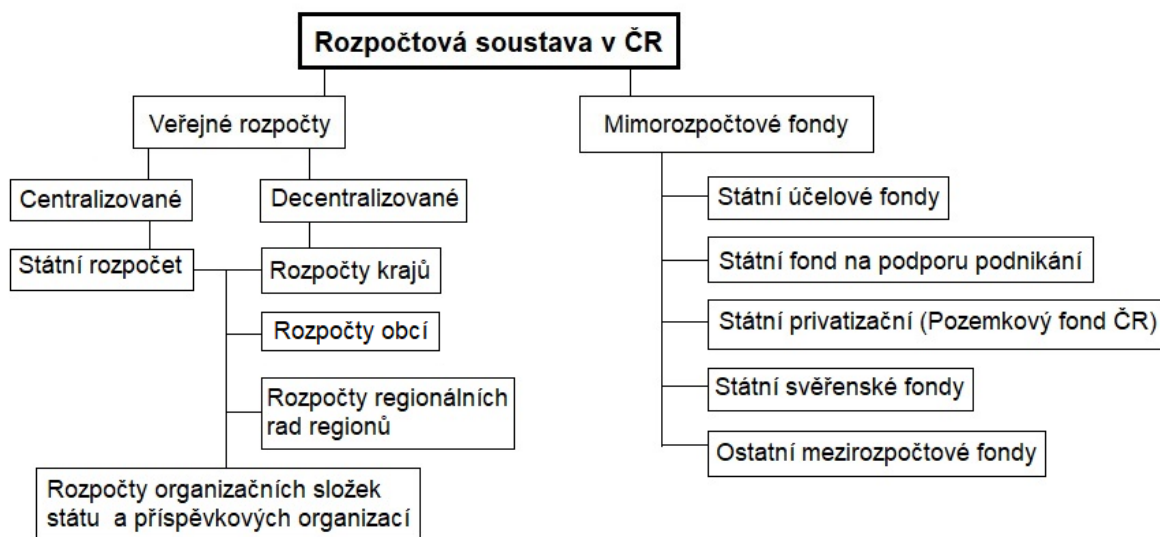 Rozpočtová soustava v ČR
Veřejné rozpočty
Mimorozpočtové fondy
Centralizované
Decentralizované
Státní rozpočet
Rozpočty krajů
Rozpočty obcí
Rozpočty regionálních
rad regionů
Rozpočty organizačních složek
státu a příspěvkových organizací
Státní účelové fondy
Státní fond na podporu podnikání
Státní privatizační (Pozemkový fond ČR)
Státní svěřenské fondy
Ostatní mezirozpočtové fondy